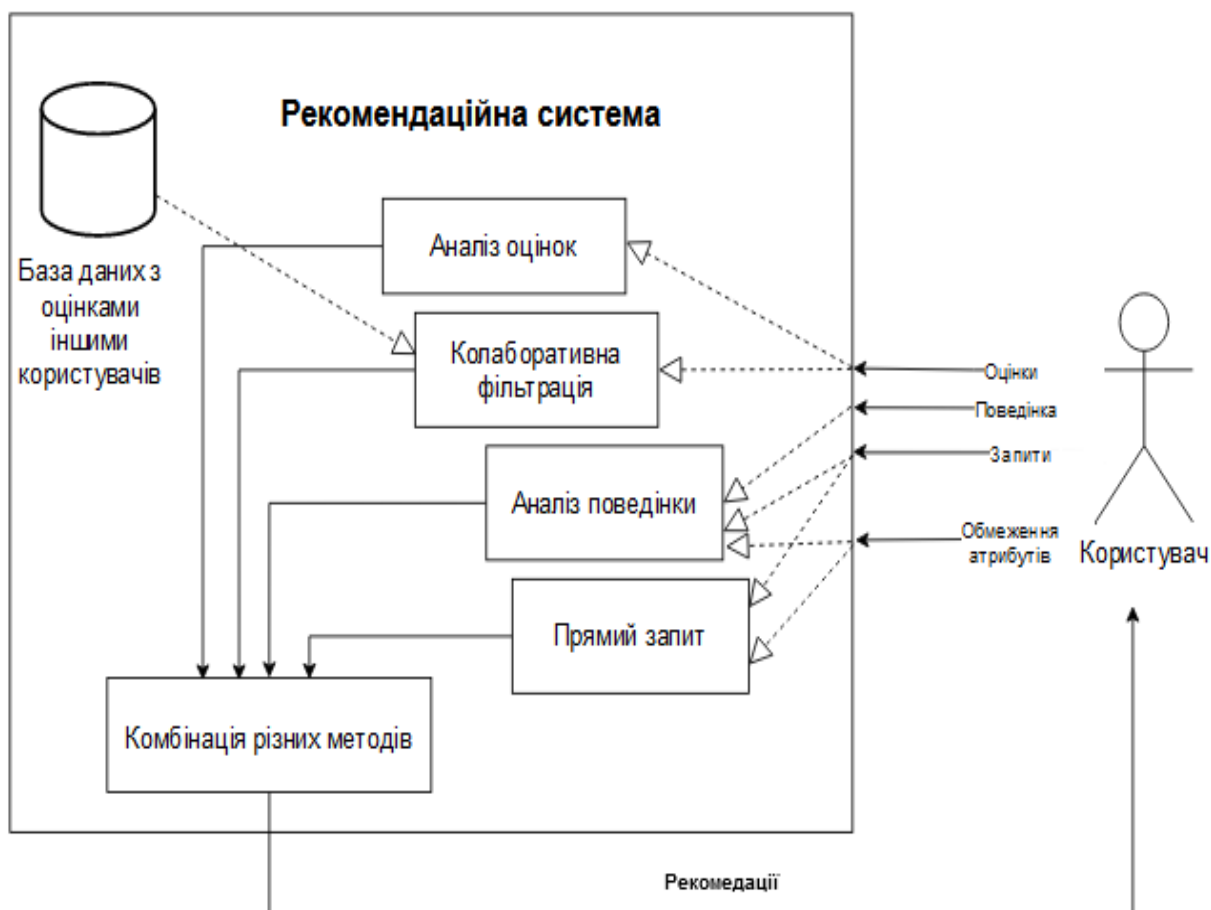 Рекомендаційна система
База даних з
оцінками
іншими
користувачів
Аналіз оцінок
Колаборативна
фільтрація
Аналіз поведінки
Прямий запит
Комбінація різних методів
Оцінки
Поведінка
Запити
Обмеження
атрибутів
Користувач
Рекомедації